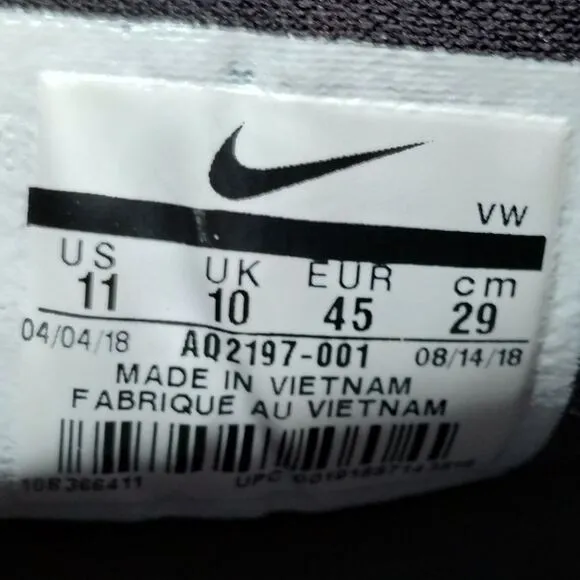 VW
US UK EUR cm
11 10 45 29
04/04/18 AQ2197-001 08/14/18
MADE IN VIETNAM
FABRIQUE AU VIETNAM
UPC